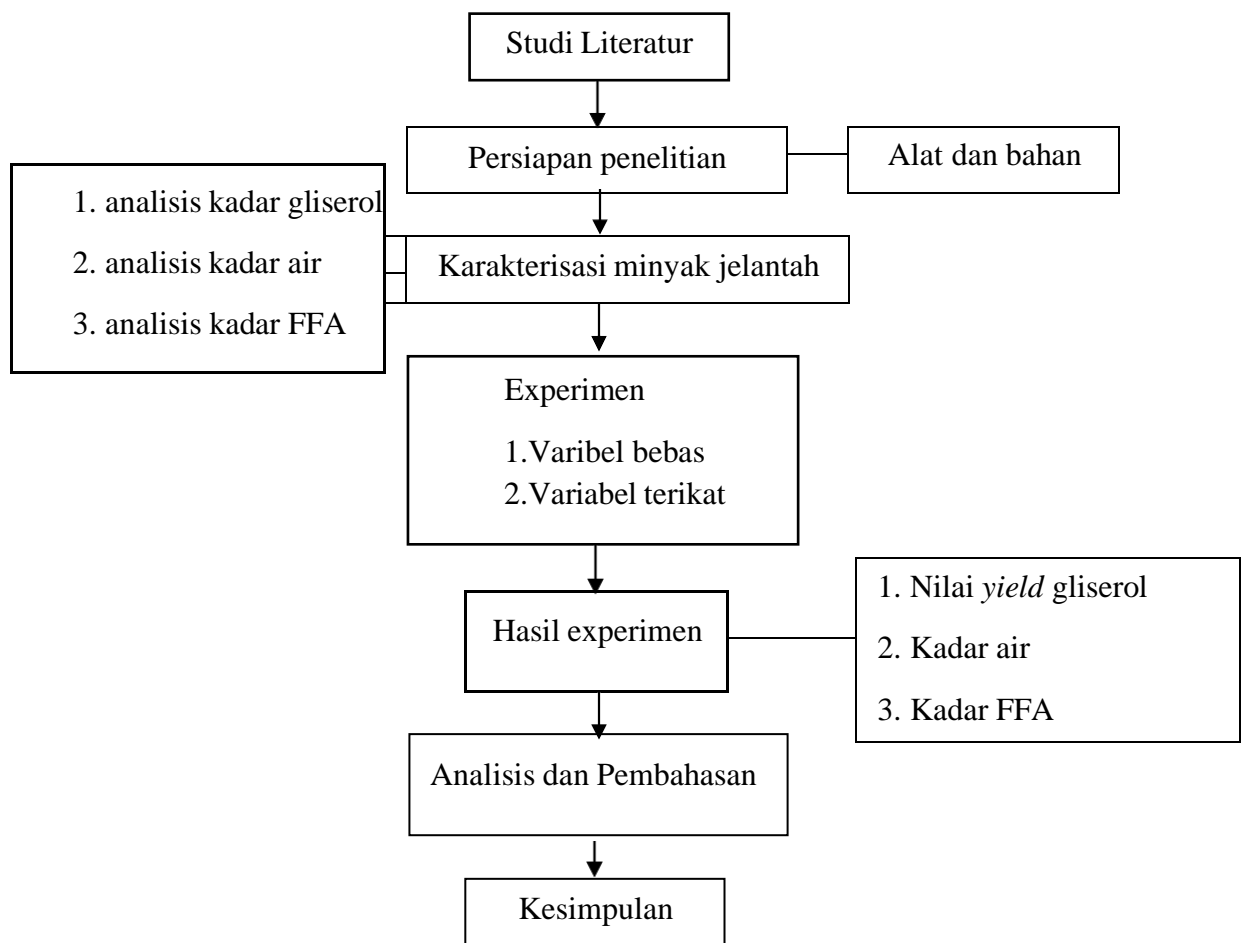 Studi Literatur
Persiapan penelitian
Alat dan bahan
1. analisis kadar gliserol
2. analisis kadar air
3. analisis kadar FFA
Karakterisasi minyak jelantah
Experimen
1.Varibel bebas
2.Variabel terikat
Hasil experimen
1. Nilai yield gliserol
2. Kadar air
3. Kadar FFA
Analisis dan Pembahasan
Kesimpulan